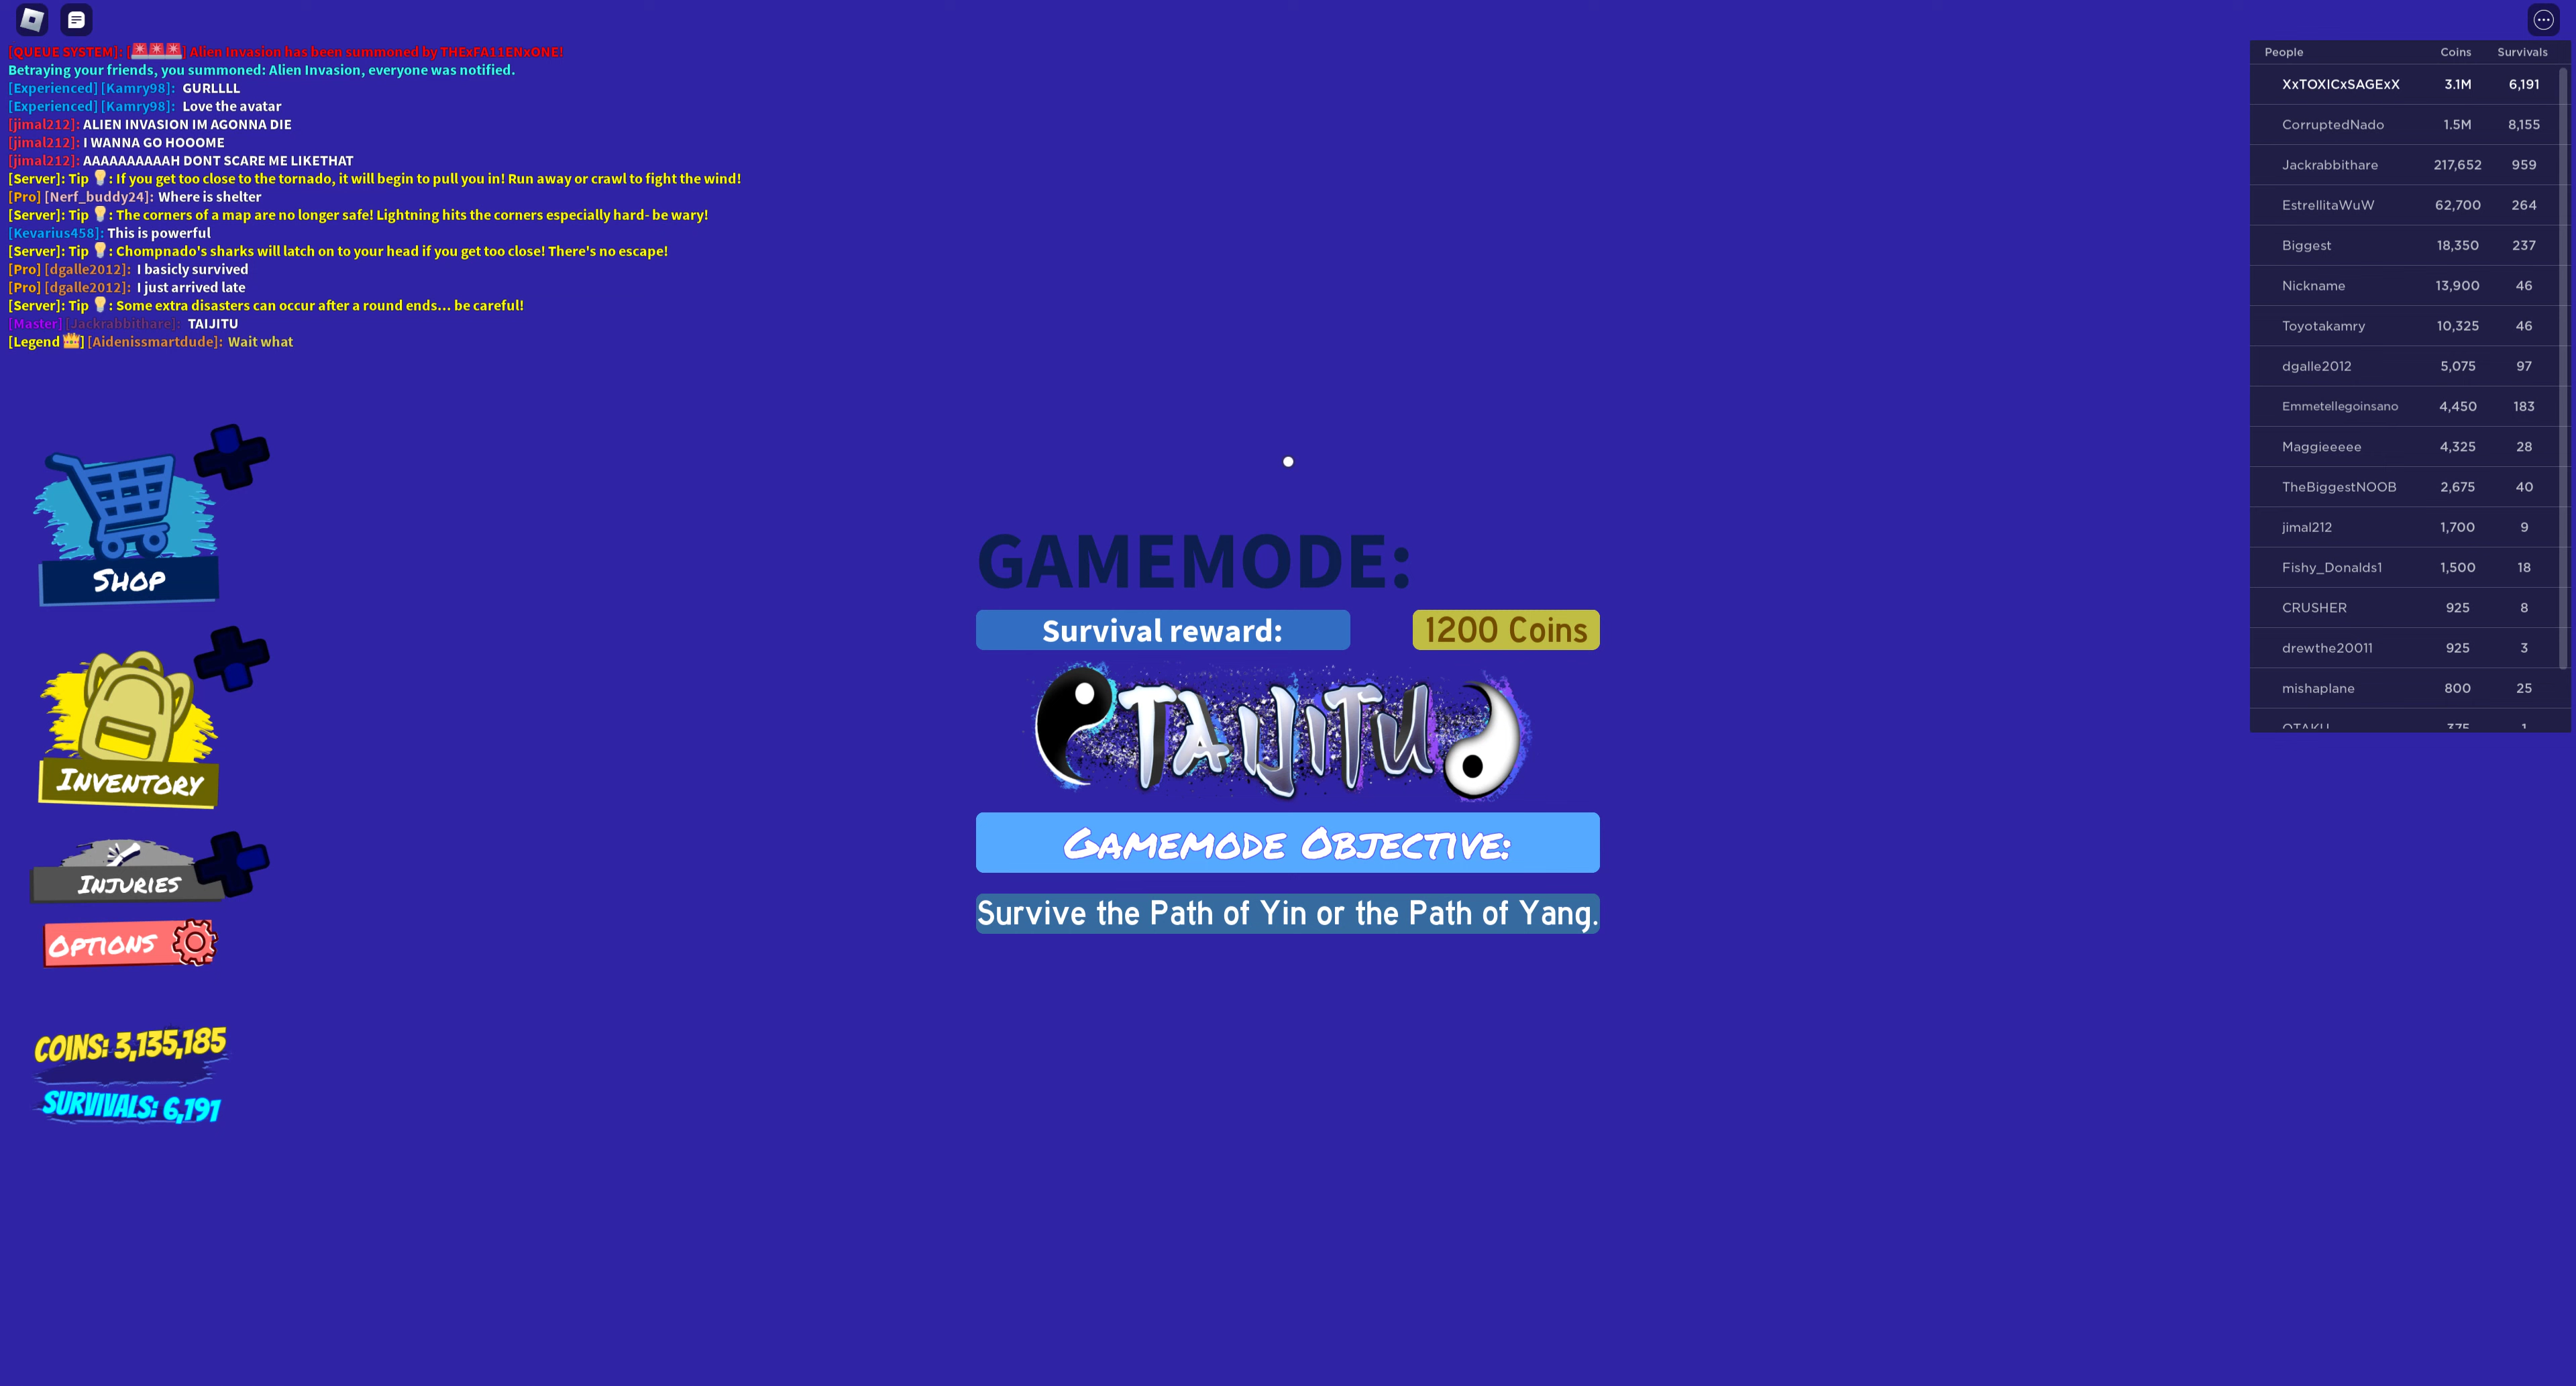 [QUEUE SYSTEM]: [🚨🚨🚨] Alien Invasion has been summoned by THExFA11ENxONE!
Betraying your friends, you summoned: Alien Invasion, everyone was notified.
[Experienced] [Kamry98]: GURLLLL
[Experienced] [Kamry98]: Love the avatar
[jimal212]: ALIEN INVASION IM AGONNA DIE
[jimal212]: I WANNA GO HOOOME
[jimal212]: AAAAAAAAAAH DONT SCARE ME LIKETHAT
[Server]: Tip 💡: If you get too close to the tornado, it will begin to pull you in! Run away or crawl to fight the wind!
[Pro] [Nerf_buddy24]: Where is shelter
[Server]: Tip 💡: The corners of a map are no longer safe! Lightning hits the corners especially hard- be wary!
[Kevarius458]: This is powerful
[Server]: Tip 💡: Chompnado's sharks will latch on to your head if you get too close! There's no escape!
[Pro] [dgalle2012]: I basicly survived
[Pro] [dgalle2012]: I just arrived late
[Server]: Tip 💡: Some extra disasters can occur after a round ends... be careful!
[Master] [Jackrabbithare]: TAIJITU
[Legend 👑] [Aidenissmartdude]: Wait what
SHOP
INVENTORY
INJURIES
OPTIONS
COINS: 3,135,185
SURVIVALS: 6,191
GAMEMODE:
Survival reward: 1200 Coins
TAIJITU
GAMEMODE OBJECTIVE:
Survive the Path of Yin or the Path of Yang.
People Coins Survivals
XxTOXICxSAGExX 3.1M 6,191
CorruptedNado 1.5M 8,155
Jackrabbithare 217,652 959
EstrellitaWuW 62,700 264
Biggest 18,350 237
Nickname 13,900 46
Toyotakamry 10,325 46
dgalle2012 5,075 97
Emmetellegoinsano 4,450 183
Maggieeeee 4,325 28
TheBiggestNOOB 2,675 40
jimal212 1,700 9
Fishy_Donalds1 1,500 18
CRUSHER 925 8
drewthe20011 925 3
mishaplane 800 25
OTAKU 375 1